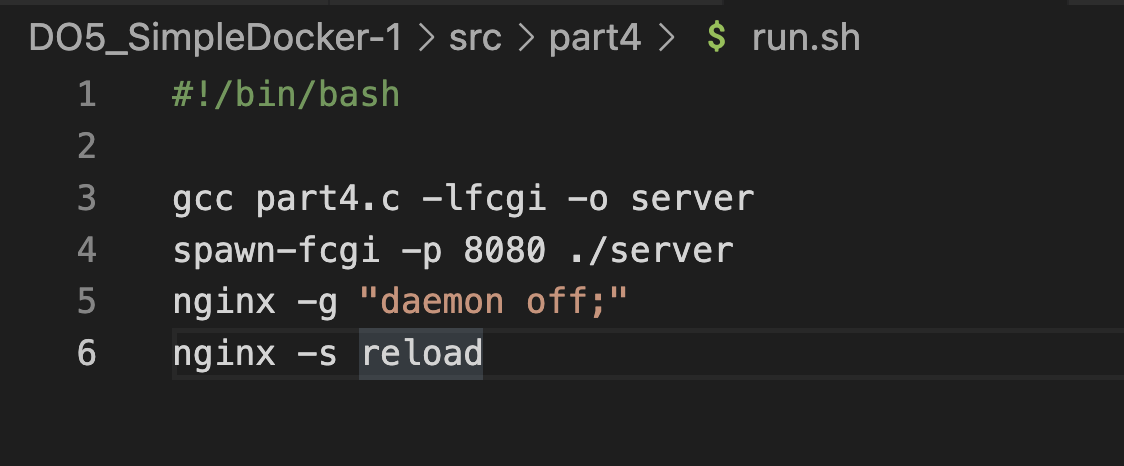 DO5_SimpleDocker-1 > src > part4 > $ run.sh
1 #!/bin/bash
2
3 gcc part4.c -lfcgi -o server
4 spawn-fcgi -p 8080 ./server
5 nginx -g "daemon off;"
6 nginx -s reload